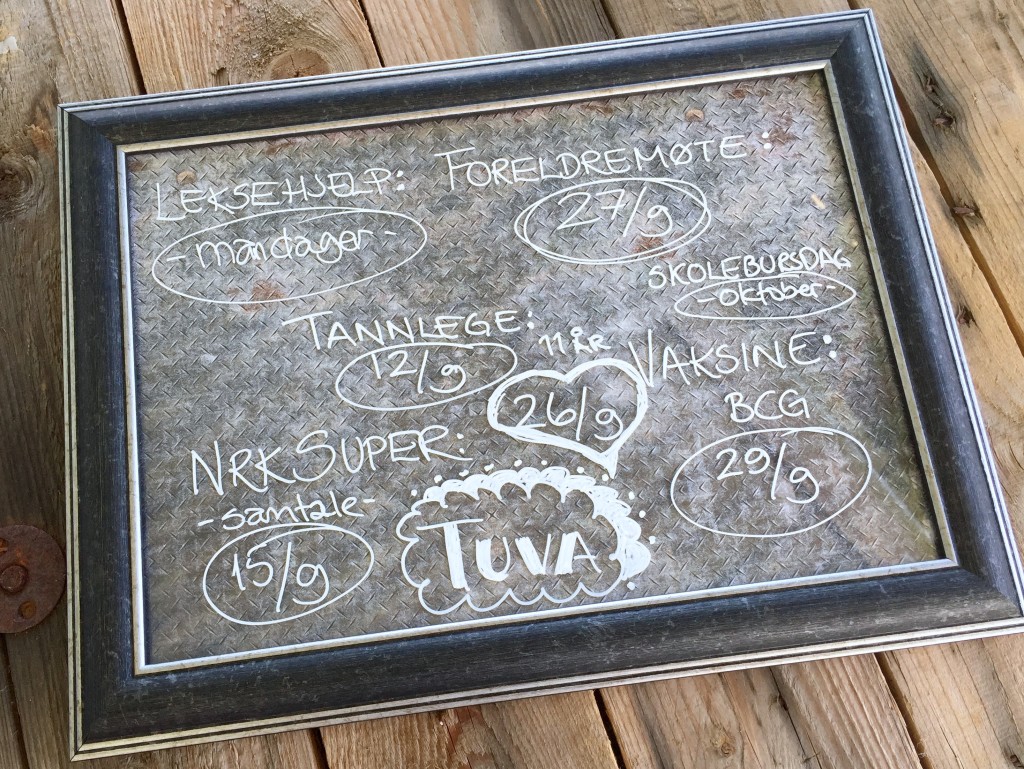 LEKSEHJELP:
- mandager -
FORELDREMØTE:
27/9
SKOLEBURSDAG
- oktober -
TANNLEGE:
12/9
11 ÅR
26/9
VAKSINE:
BCG
29/9
NRK SUPER:
- samtale -
15/9
TUVA